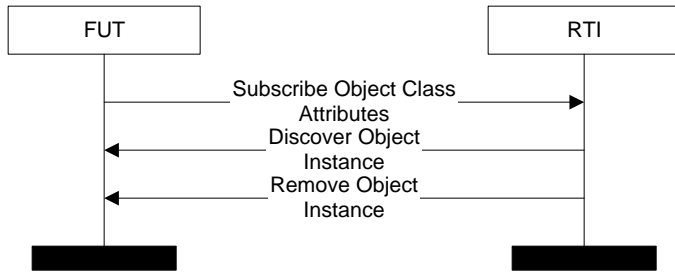 FUT
RTI
Subscribe Object Class
Attributes
Discover Object
Instance
Remove Object
Instance